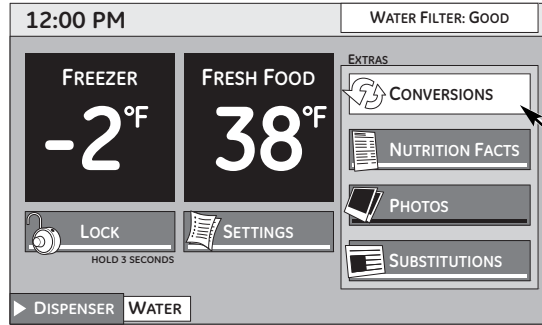 12:00 PM
WATER FILTER: GOOD
FREEZER
-2°F
FRESH FOOD
38°F
EXTRAS
CONVERSIONS
NUTRITION FACTS
PHOTOS
SUBSTITUTIONS
LOCK
HOLD 3 SECONDS
SETTINGS
DISPENSER WATER